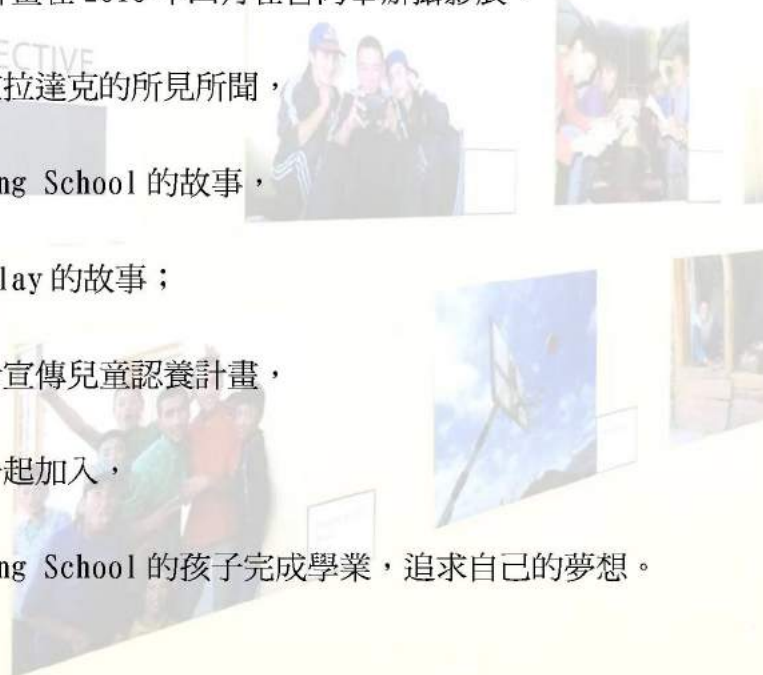 ECTIVE
拉達克的所見所聞，
ng School 的故事，
lay 的故事；
宣傳兒童認養計畫，
起加入，
ng School 的孩子完成學業，追求自己的夢想。